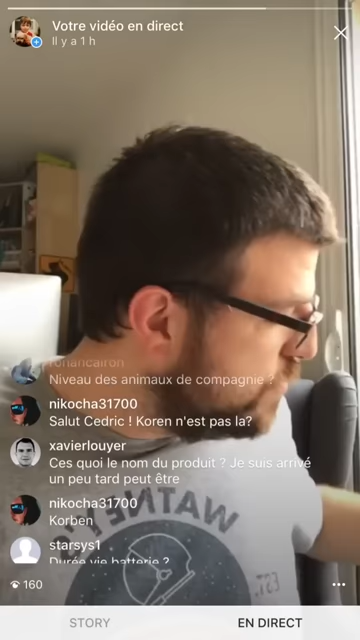 Votre vidéo en direct
Il y a 1 h
Niveau des animaux de compagnie ?
nikocha31700
Salut Cedric ! Koren n'est pas la?
xavierlouyer
Ces quoi le nom du produit ? Je suis arrivé
un peu tard peut être
nikocha31700
Korben
starsys1
Durée vie batterie ?
WATNEY'S
EST.
160
STORY
EN DIRECT